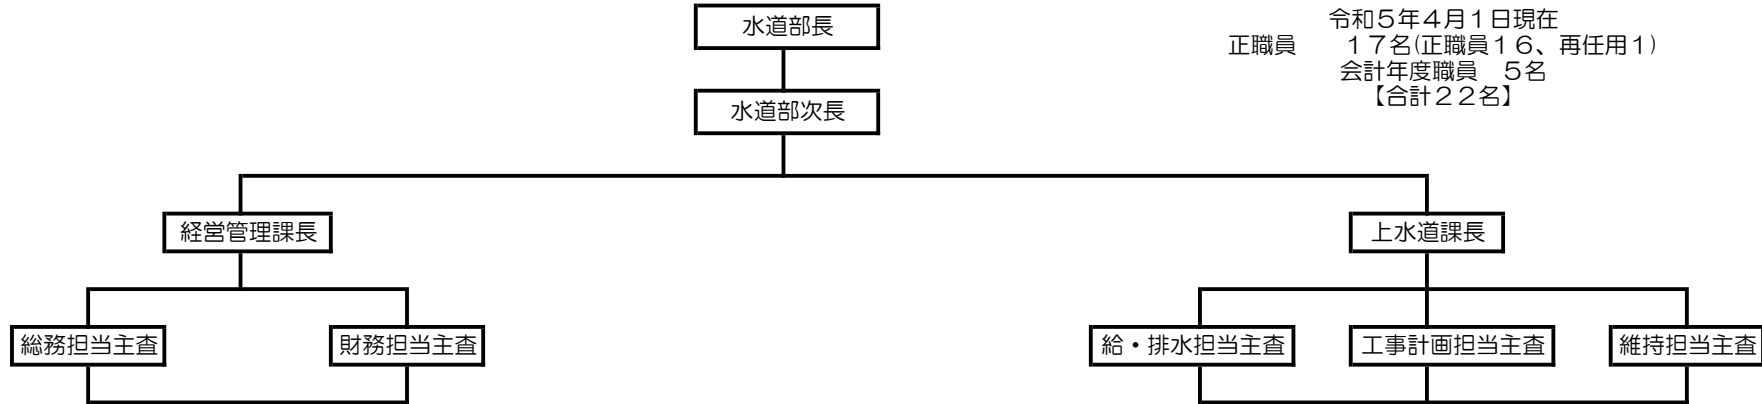 水道部長
令和５年４月１日現在
正職員　　１７名(正職員１６、再任用１)
会計年度職員　５名
【合計２２名】
水道部次長
経営管理課長
上水道課長
総務担当主査
財務担当主査
給・排水担当主査
工事計画担当主査
維持担当主査